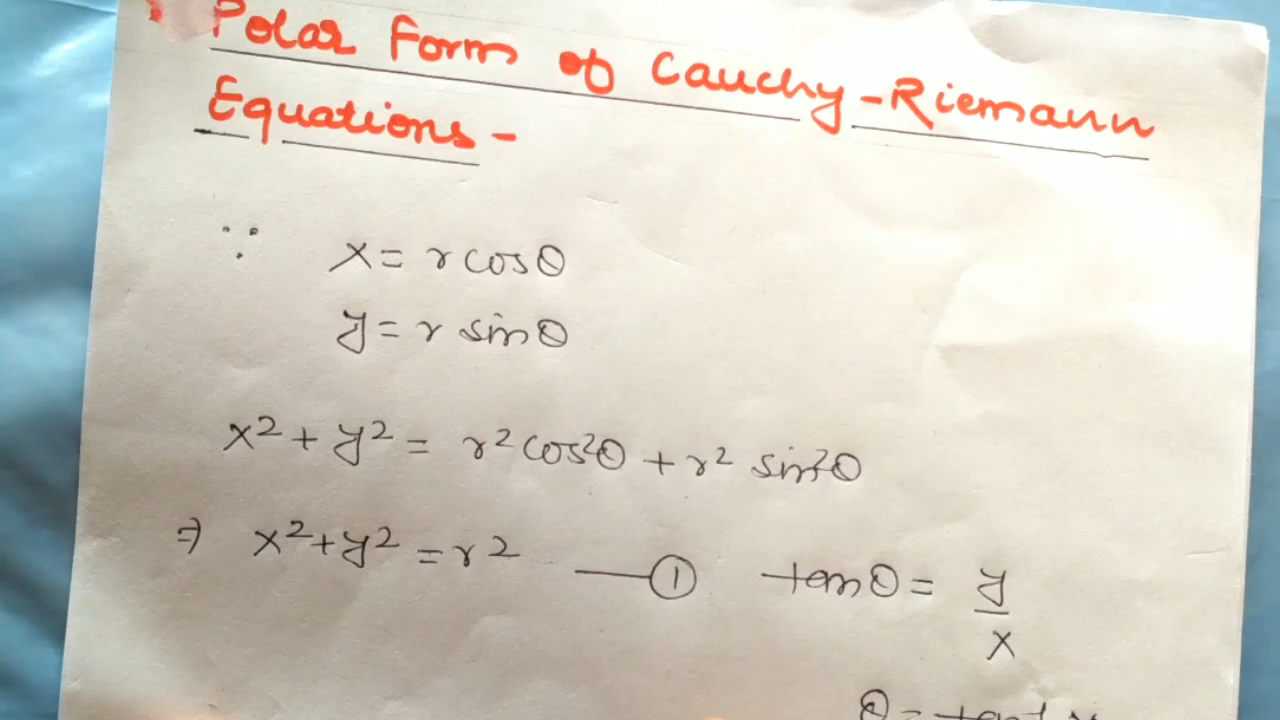 Polar Form of Cauchy-Riemann
Equations -
∵ x = r cosθ
y = r sinθ
x² + y² = r² cos²θ + r² sin²θ
⇒ x² + y² = r² —① tanθ = y/x
θ =